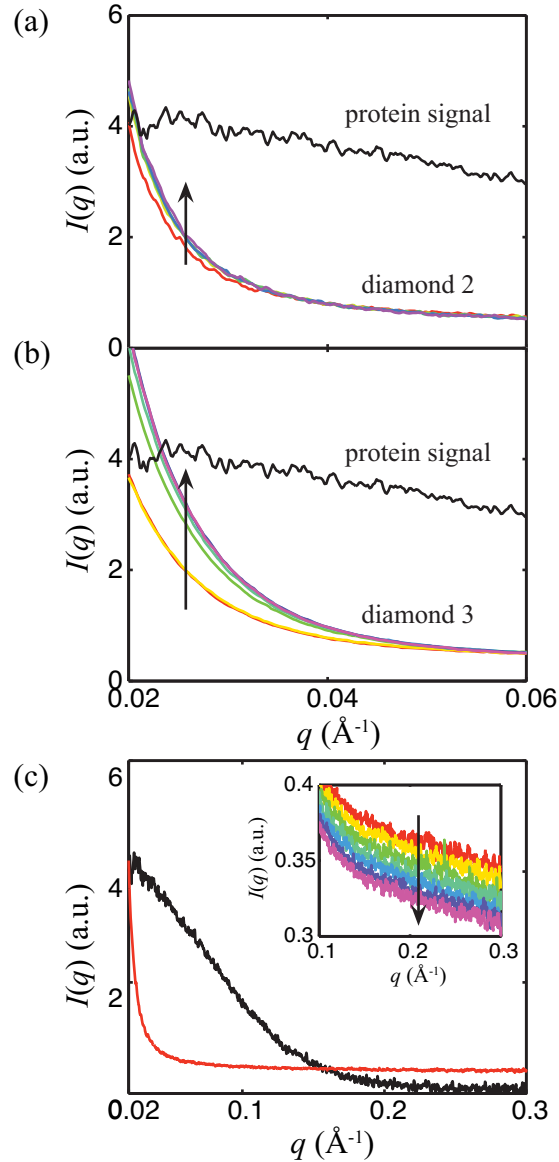 (a)
6
4
2
I(q) (a.u.)
protein signal
diamond 2
(b)
0
4
2
0
I(q) (a.u.)
protein signal
diamond 3
0.02
0.04
0.06
q (Å-1)
(c)
6
4
2
0
I(q) (a.u.)
0.4
0.35
0.3
I(q) (a.u.)
0.1
0.2
0.3
q (Å-1)
0.02
0.1
0.2
0.3
q (Å-1)